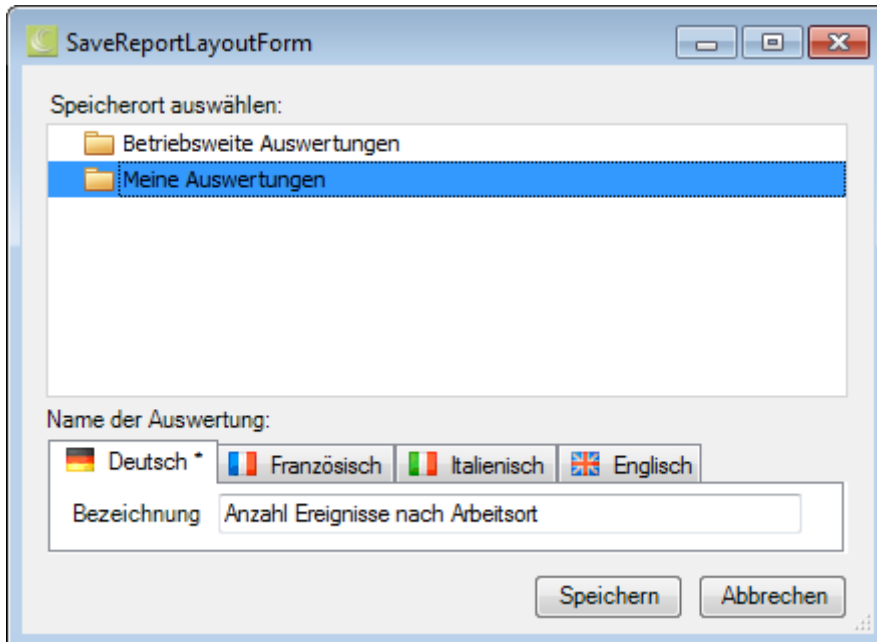 SaveReportLayoutForm
Speicherort auswählen:
Betriebsweite Auswertungen
Meine Auswertungen
Name der Auswertung:
Deutsch * Französisch Italienisch Englisch
Bezeichnung Anzahl Ereignisse nach Arbeitsort
Speichern Abbrechen